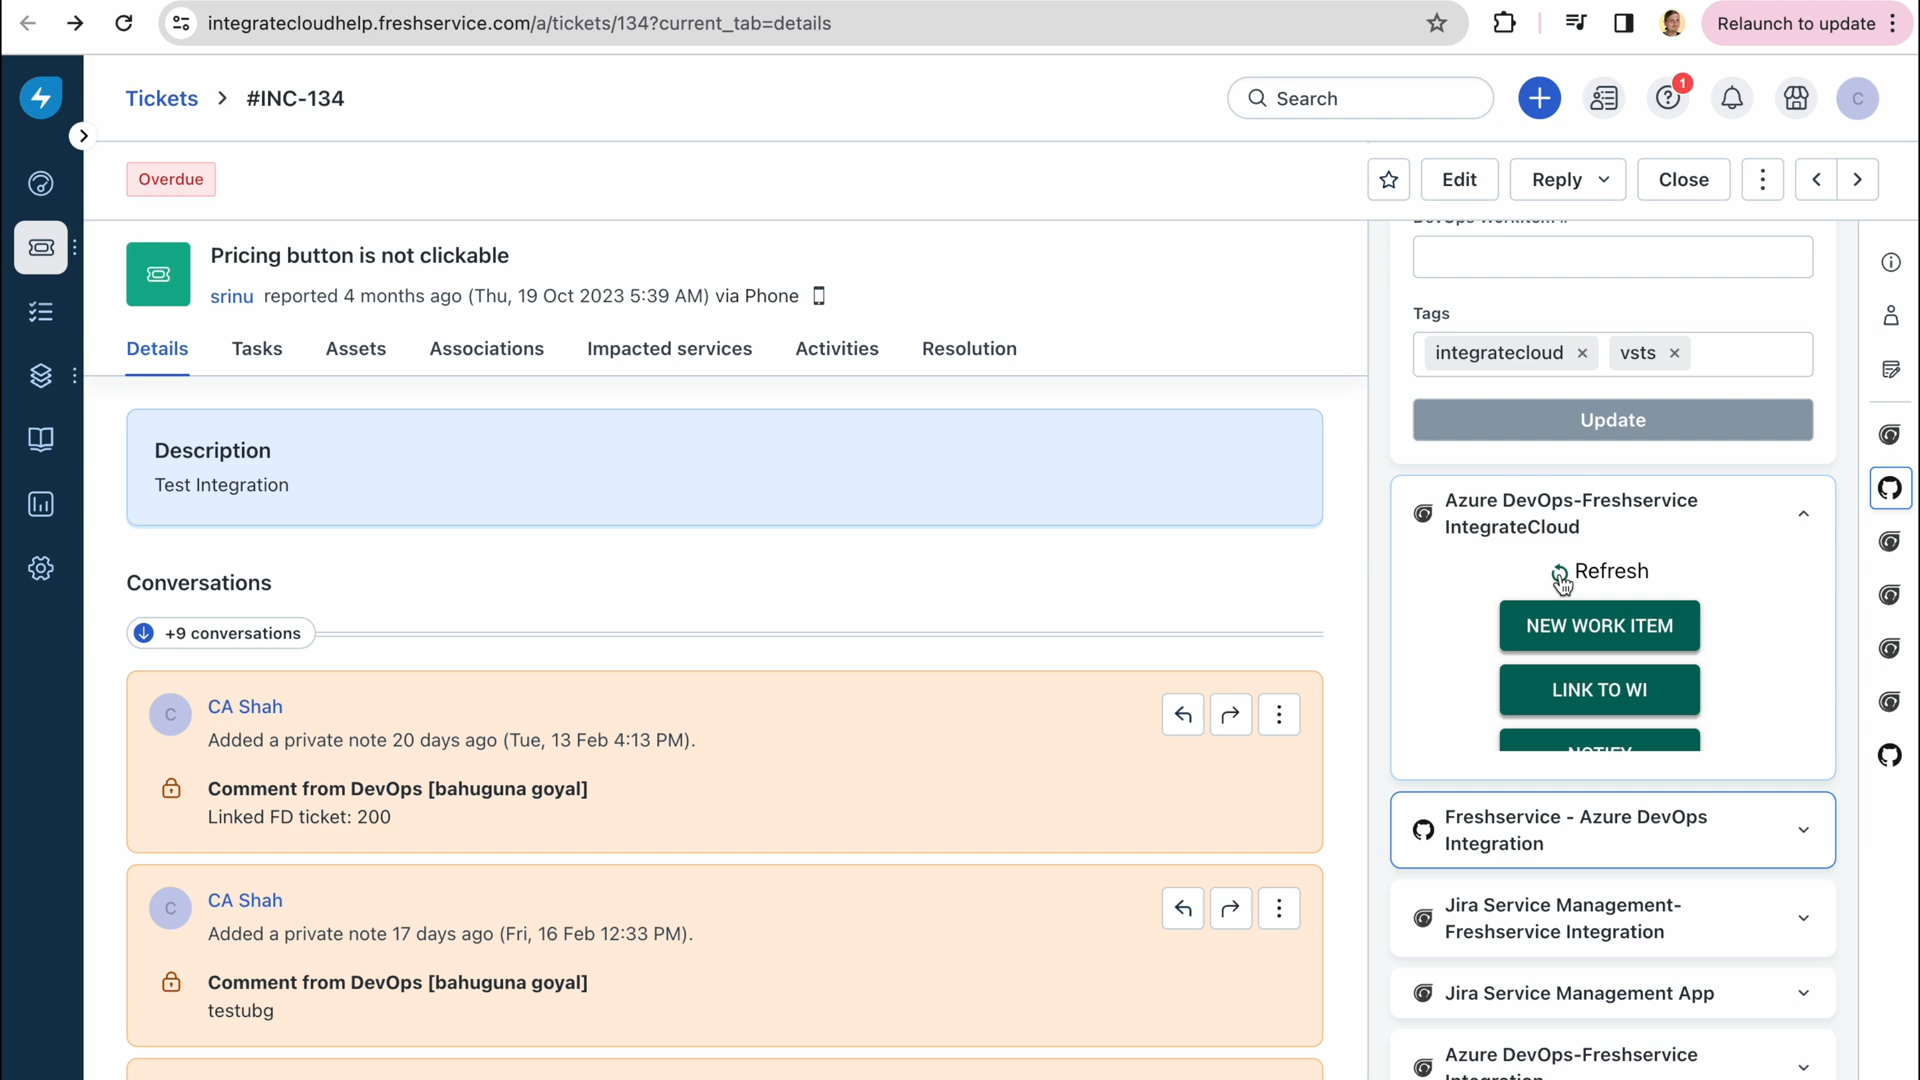 integratecloudhelp.freshservice.com/a/tickets/134?current_tab=details
Relaunch to update
Tickets
#INC-134
Search
1
C
Overdue
Edit
Reply
Close
Pricing button is not clickable
srinu reported 4 months ago (Thu, 19 Oct 2023 5:39 AM) via Phone
Details
Tasks
Assets
Associations
Impacted services
Activities
Resolution
Description
Test Integration
Conversations
+9 conversations
C
CA Shah
Added a private note 20 days ago (Tue, 13 Feb 4:13 PM).
Comment from DevOps [bahuguna goyal]
Linked FD ticket: 200
C
CA Shah
Added a private note 17 days ago (Fri, 16 Feb 12:33 PM).
Comment from DevOps [bahuguna goyal]
testubg
DevOps WorkItem #
Tags
integratecloud ×
vsts ×
Update
Azure DevOps-Freshservice
IntegrateCloud
Refresh
NEW WORK ITEM
LINK TO WI
NOTIFY
Freshservice - Azure DevOps
Integration
Jira Service Management-
Freshservice Integration
Jira Service Management App
Azure DevOps-Freshservice
Integration